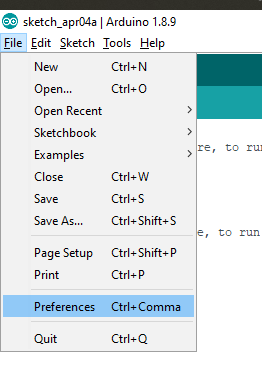 sketch_apr04a | Arduino 1.8.9
File Edit Sketch Tools Help
New Ctrl+N
Open... Ctrl+O
Open Recent
Sketchbook
Examples
Close Ctrl+W
Save Ctrl+S
Save As... Ctrl+Shift+S
Page Setup Ctrl+Shift+P
Print Ctrl+P
Preferences Ctrl+Comma
Quit Ctrl+Q
re, to run
e, to run